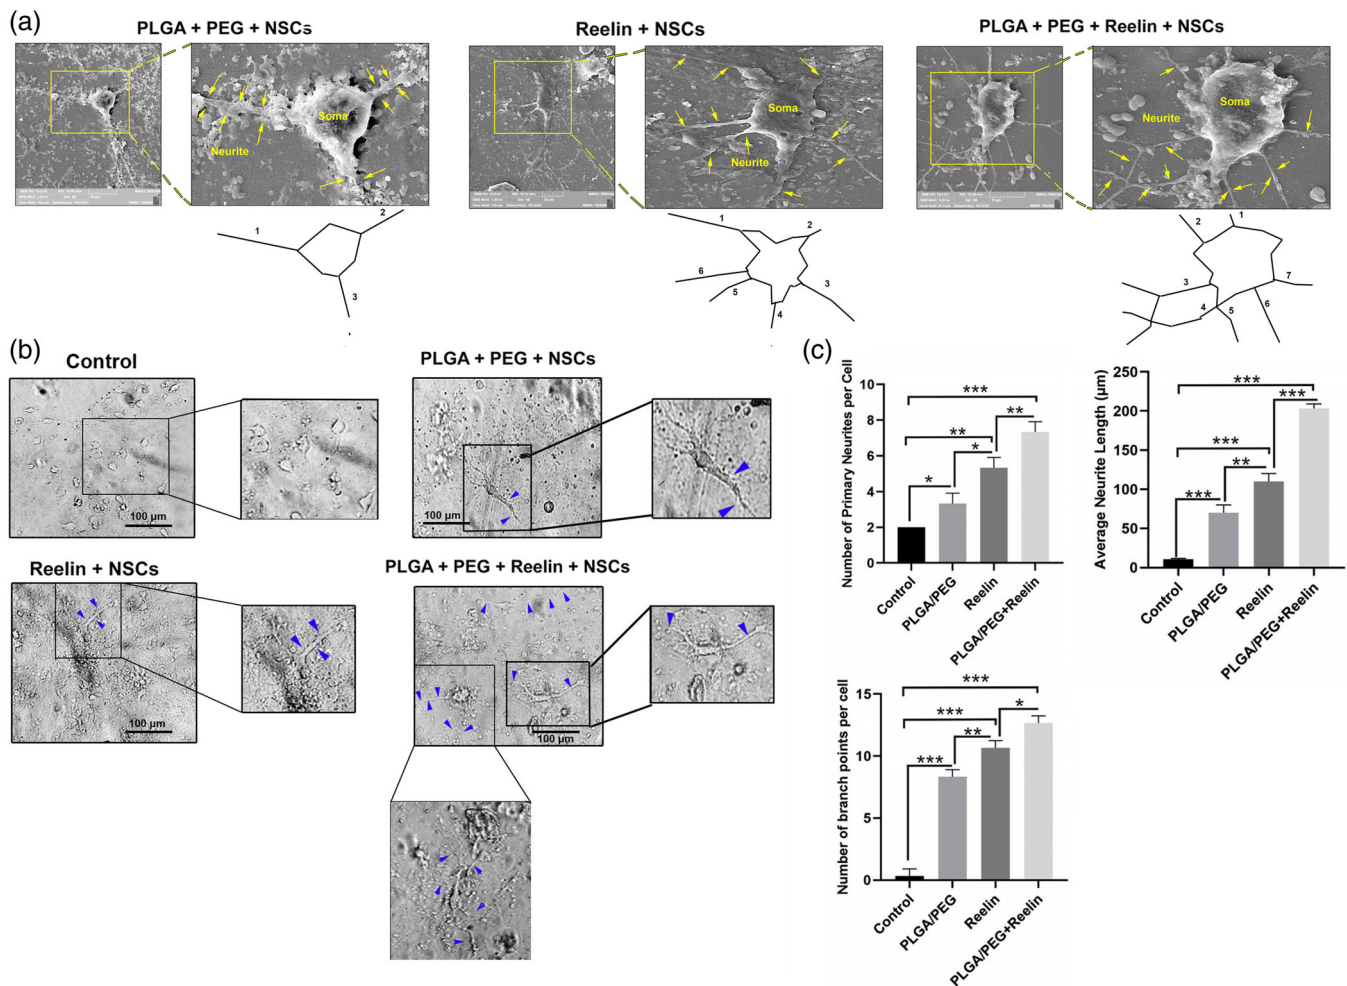 (a)
PLGA + PEG + NSCs
Reelin + NSCs
PLGA + PEG + Reelin + NSCs
Soma
Neurite
Soma
Neurite
Soma
Neurite
1
2
3
1
2
3
4
5
6
1
2
3
4
5
6
7
(b)
Control
100 µm
PLGA + PEG + NSCs
100 µm
Reelin + NSCs
100 µm
PLGA + PEG + Reelin + NSCs
100 µm
(c)
Number of Primary Neurites per Cell
10
8
6
4
2
0
*
*
**
**
***
Control
PLGA/PEG
Reelin
PLGA/PEG+Reelin
Average Neurite Length (µm)
250
200
150
100
50
0
***
**
***
***
***
Control
PLGA/PEG
Reelin
PLGA/PEG+Reelin
Number of branch points per cell
15
10
5
0
***
**
***
*
***
Control
PLGA/PEG
Reelin
PLGA/PEG+Reelin